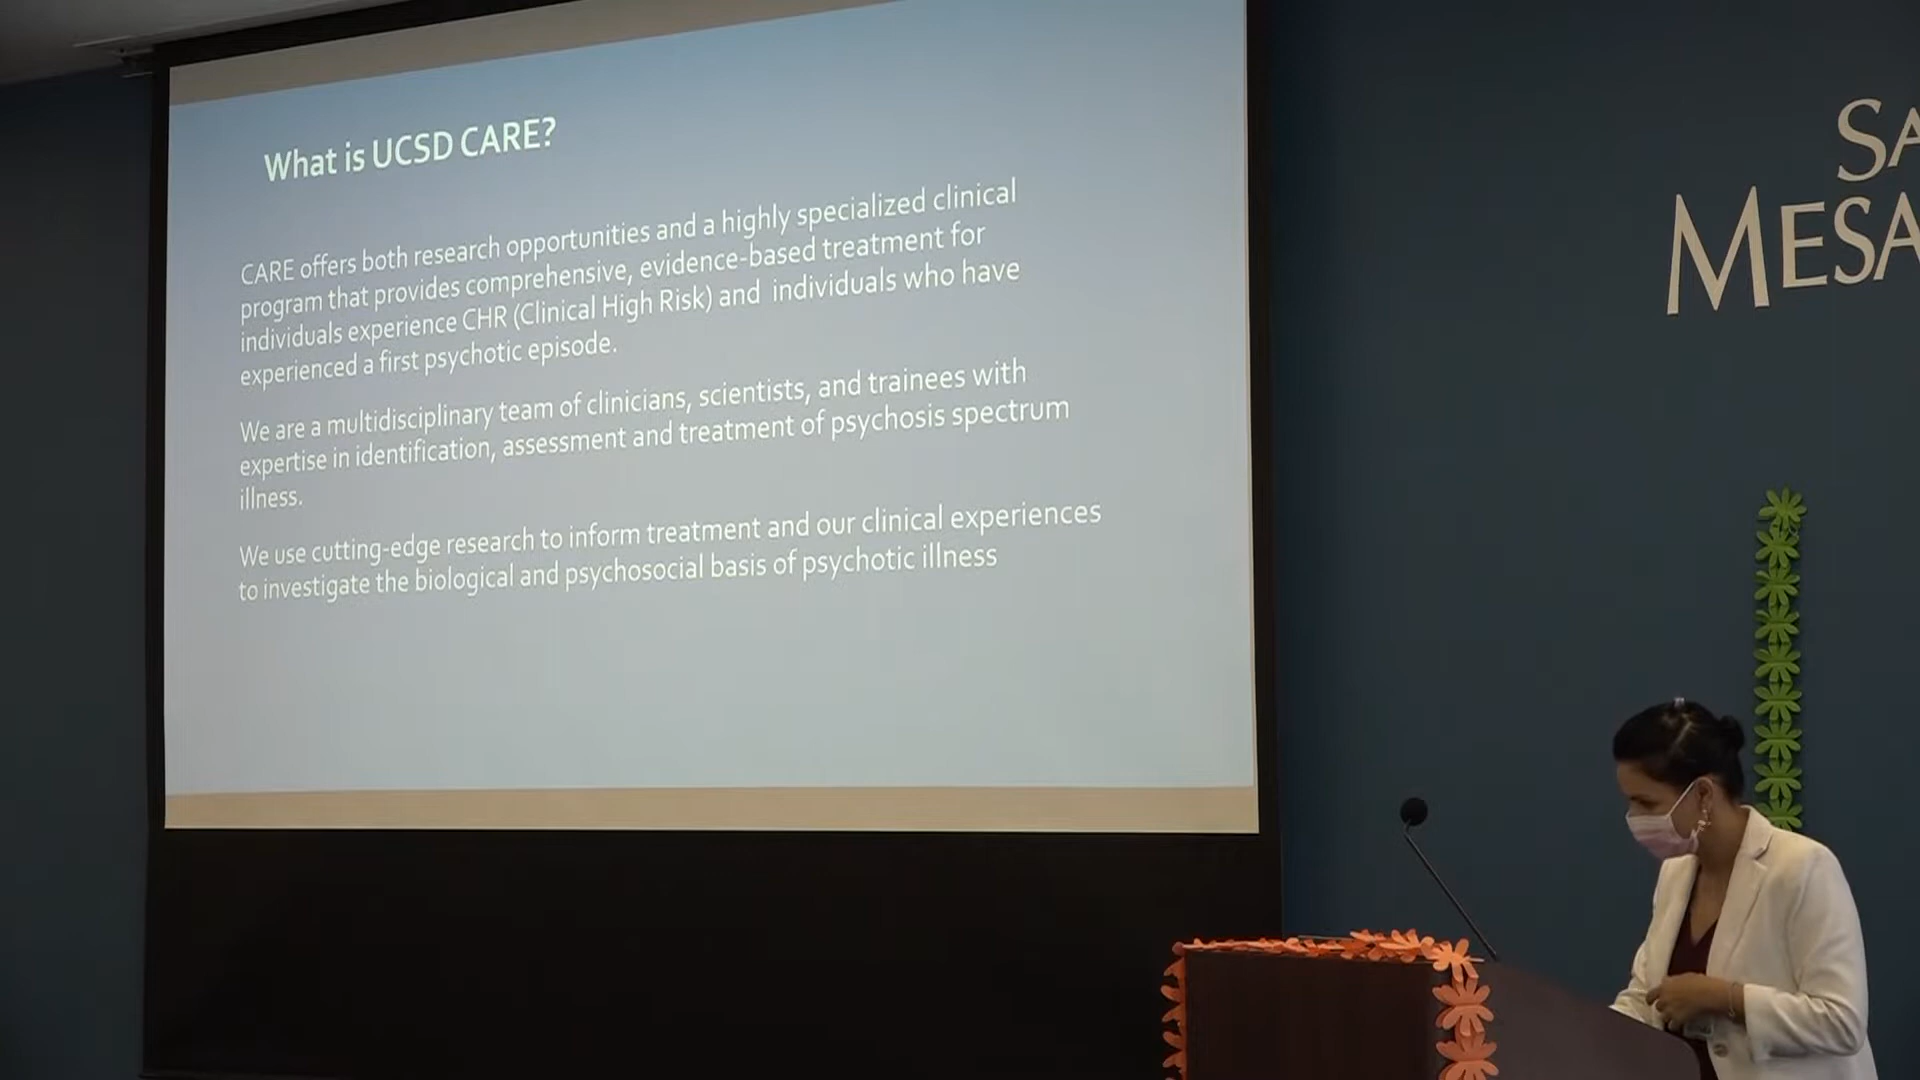 What is UCSD CARE?
CARE offers both research opportunities and a highly specialized clinical
program that provides comprehensive, evidence-based treatment for
individuals experience CHR (Clinical High Risk) and individuals who have
experienced a first psychotic episode.
We are a multidisciplinary team of clinicians, scientists, and trainees with
expertise in identification, assessment and treatment of psychosis spectrum
illness.
We use cutting-edge research to inform treatment and our clinical experiences
to investigate the biological and psychosocial basis of psychotic illness
SA
MESA